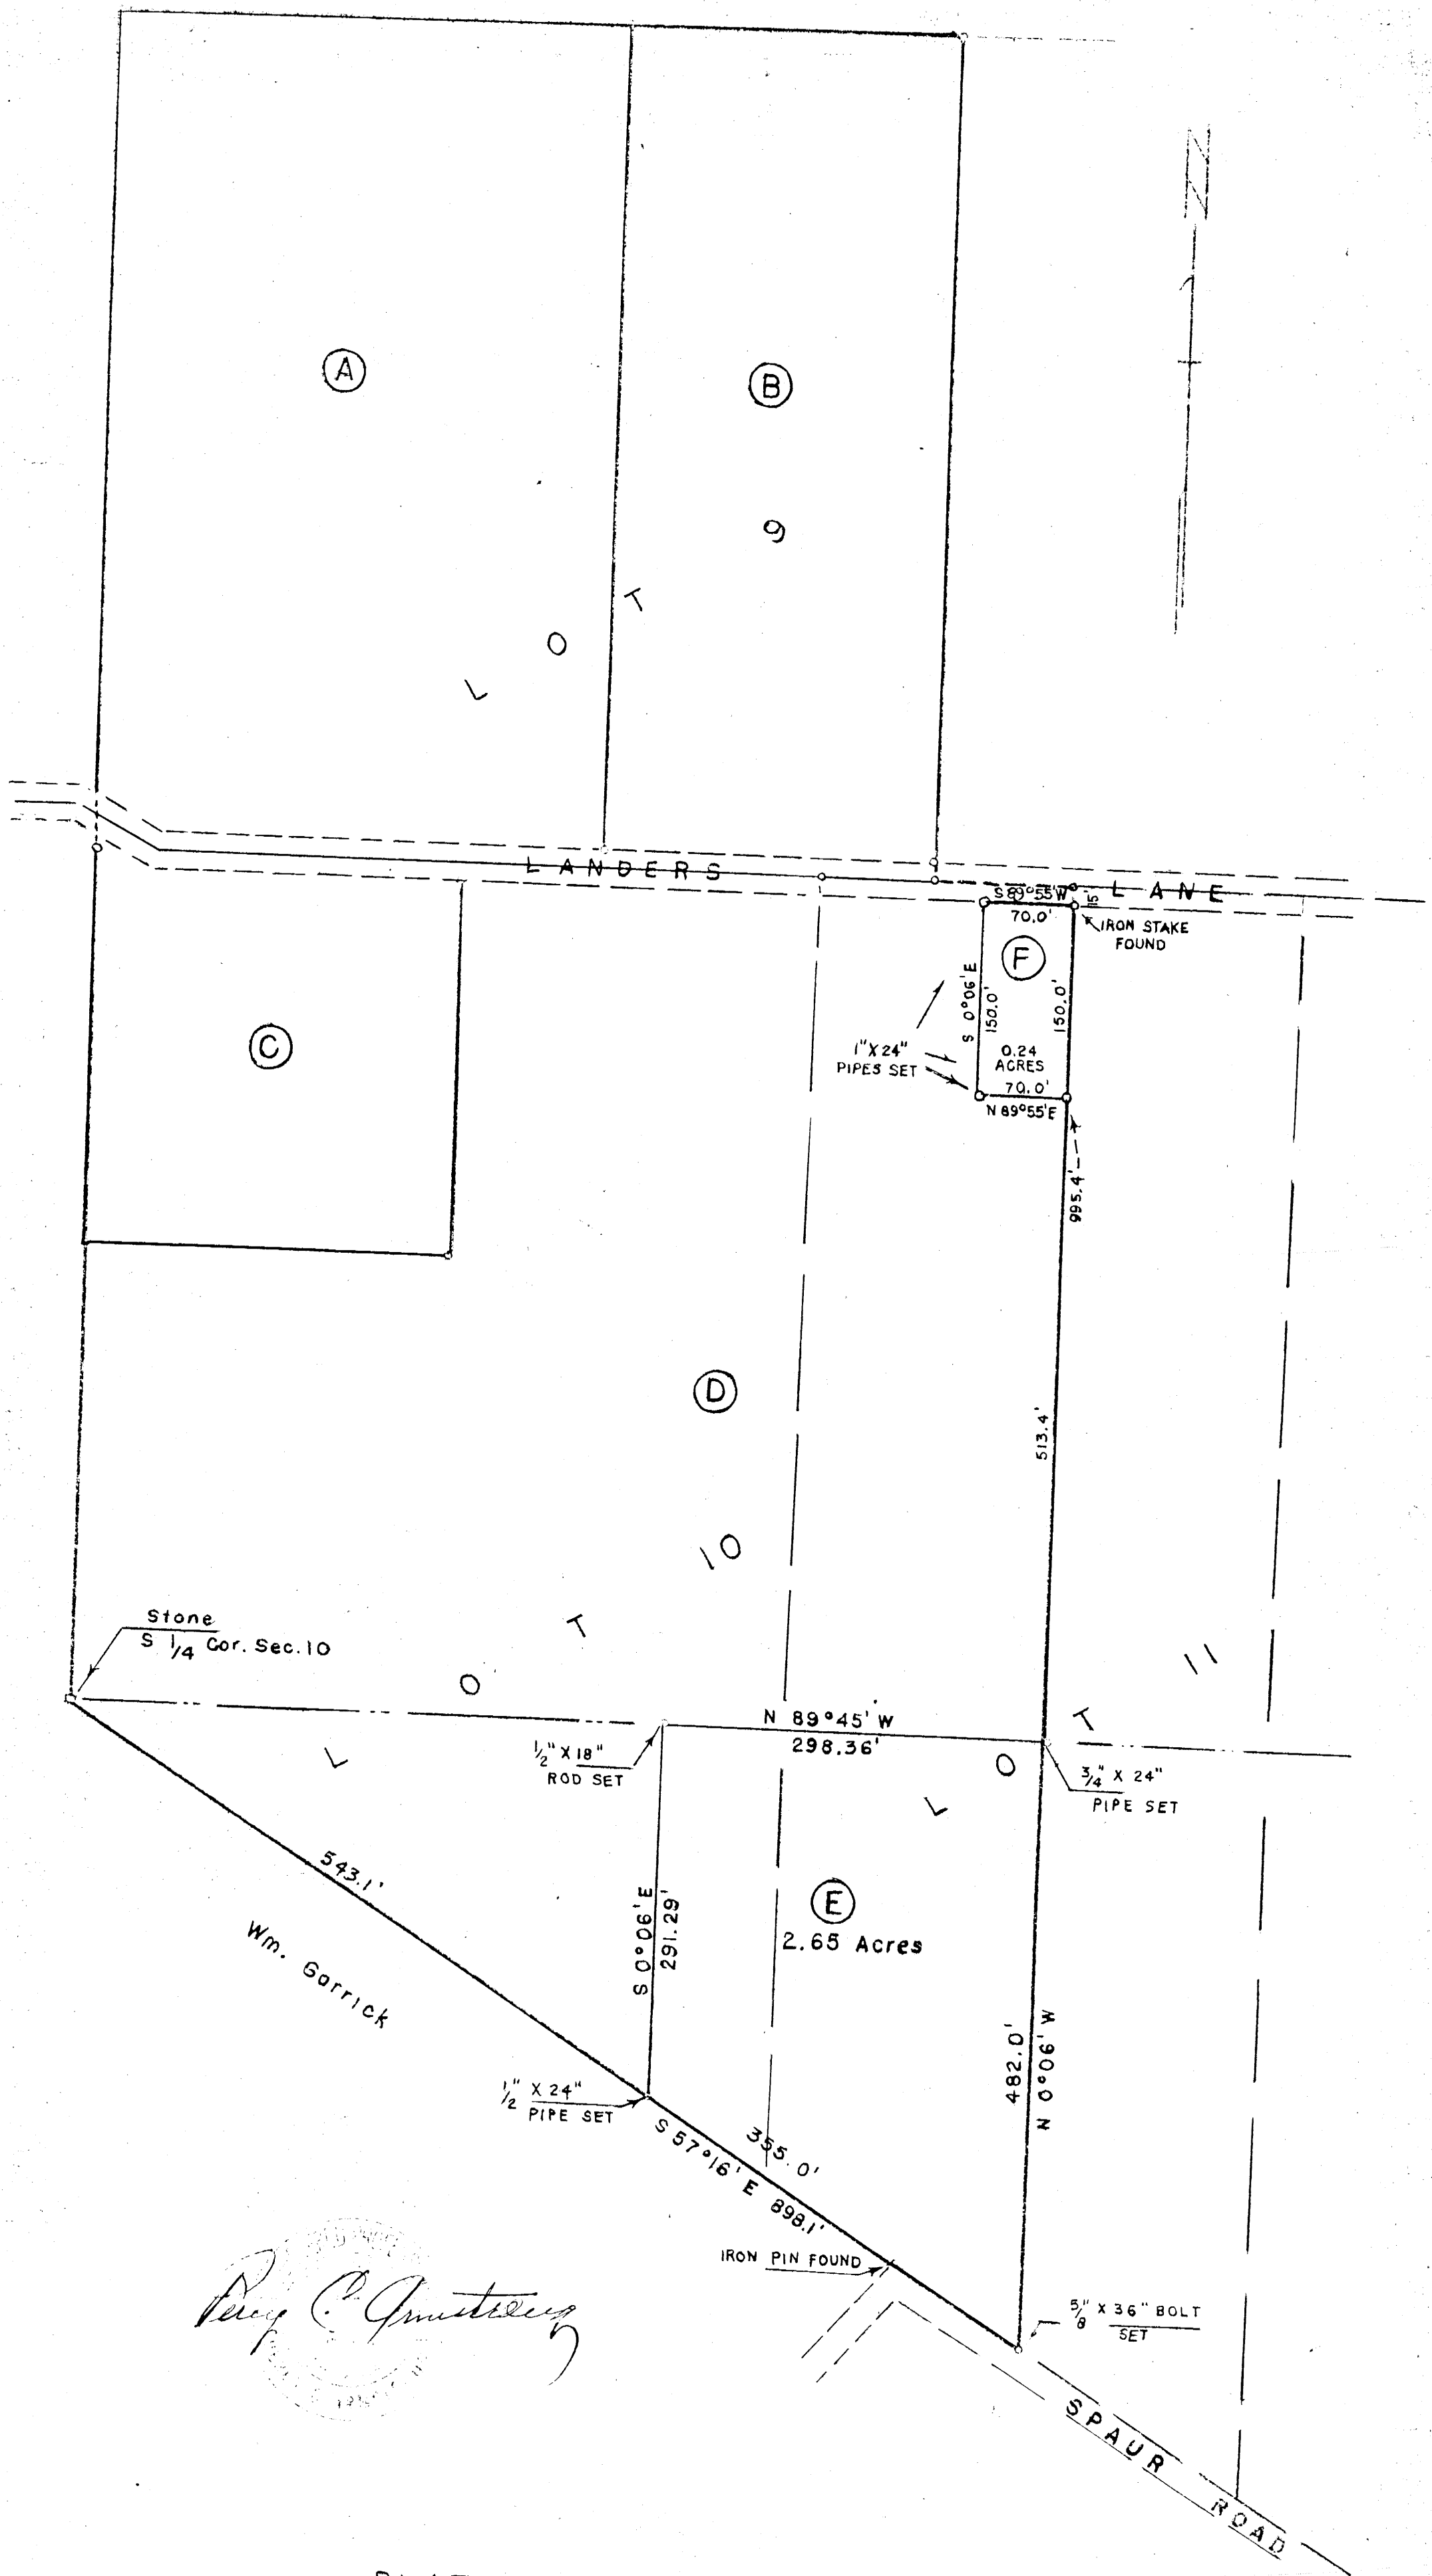 N
A
B
LOT 9
LANDERS LANE
S 89°55'W
15'
70.0'
IRON STAKE
FOUND
F
S 0°06'E
150.0'
150.0'
1"X24"
PIPES SET
0.24
ACRES
70.0'
N 89°55'E
C
995.4'
D
513.4'
LOT 10
LOT 11
Stone
S 1/4 Cor. Sec.10
N 89°45' W
298.36'
1/2" X 18"
ROD SET
3/4" X 24"
PIPE SET
543.1'
Wm. Garrick
S 0°06'E
291.29'
E
2.65 Acres
482.0'
N 0°06' W
1/2" X 24"
PIPE SET
355.0'
S 57°16' E 898.1'
IRON PIN FOUND
5/8" X 36" BOLT
SET
Percy C. Armstrong
SPAUR ROAD